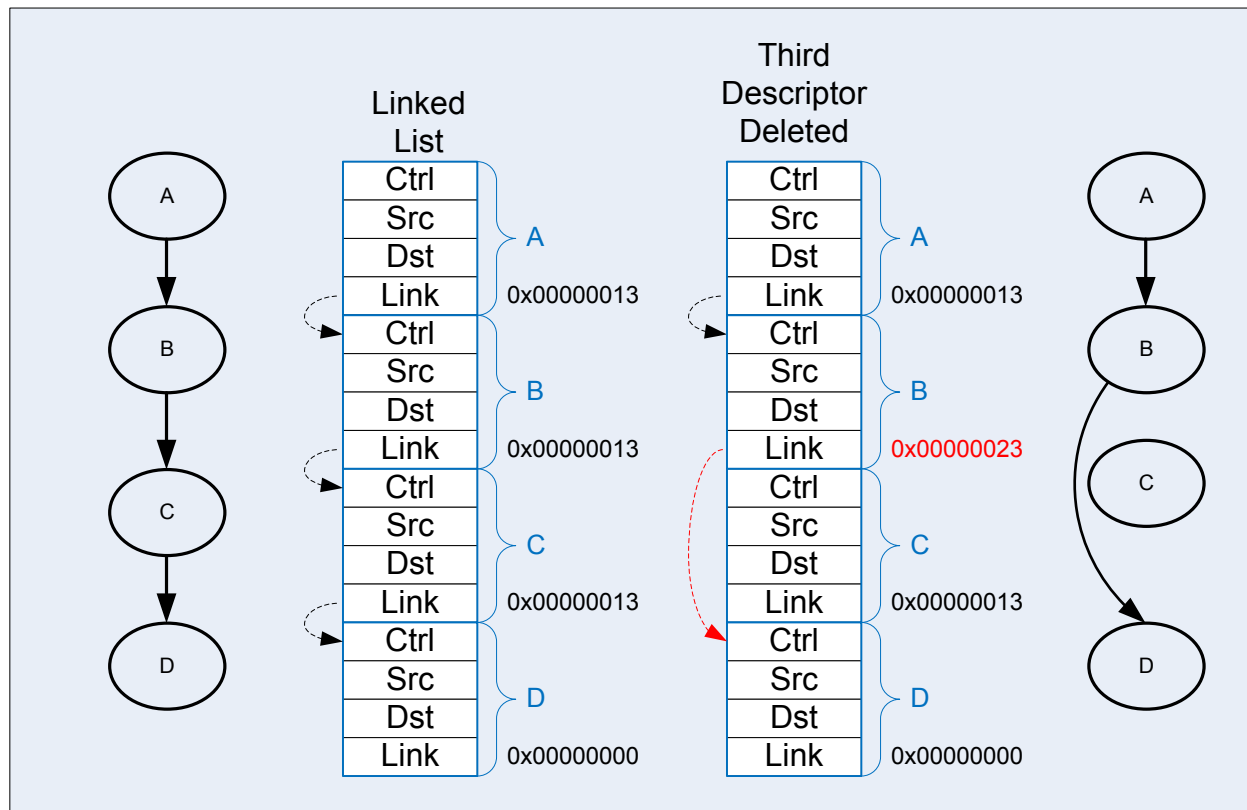 A
B
C
D
Linked
List
Ctrl
Src
Dst
Link 0x00000013
A
Ctrl
Src
Dst
Link 0x00000013
B
Ctrl
Src
Dst
Link 0x00000013
C
Ctrl
Src
Dst
Link 0x00000000
D
Third
Descriptor
Deleted
Ctrl
Src
Dst
Link 0x00000013
A
Ctrl
Src
Dst
Link 0x00000023
B
Ctrl
Src
Dst
Link 0x00000013
C
Ctrl
Src
Dst
Link 0x00000000
D
A
B
C
D